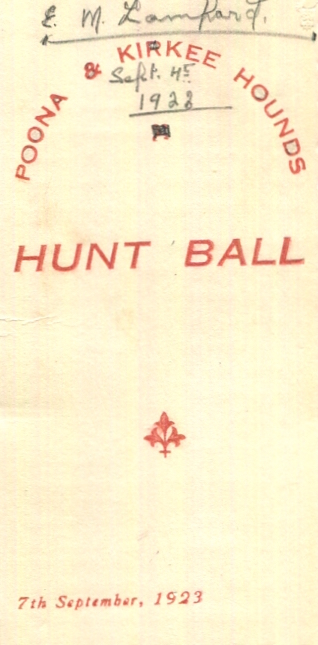 E. M. Lamford.
POONA & KIRKEE HOUNDS
Sept. 4th
1923
HUNT BALL
7th September, 1923